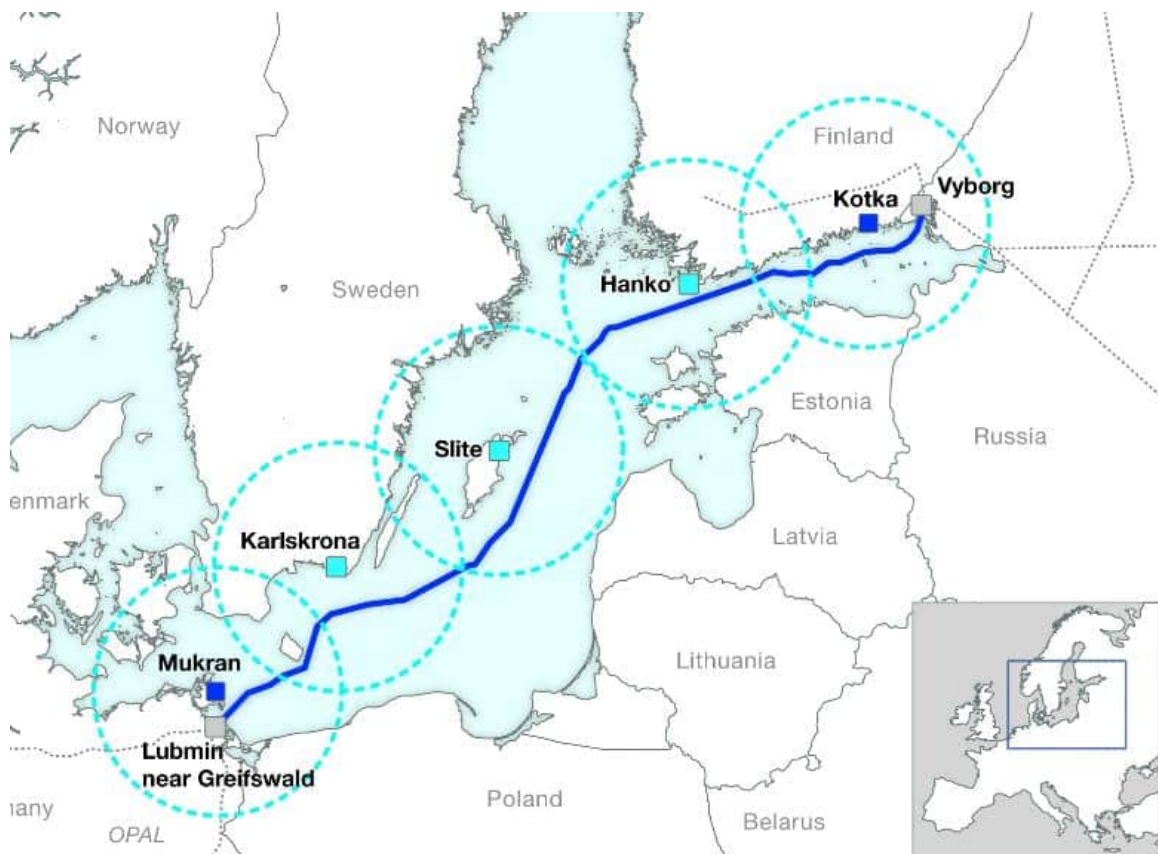 Norway
Finland
Vyborg
Kotka
Hanko
Sweden
Estonia
Russia
Slite
enmark
Latvia
Karlskrona
Lithuania
Mukran
Lubmin
near Greifswald
Poland
many
OPAL
Belarus